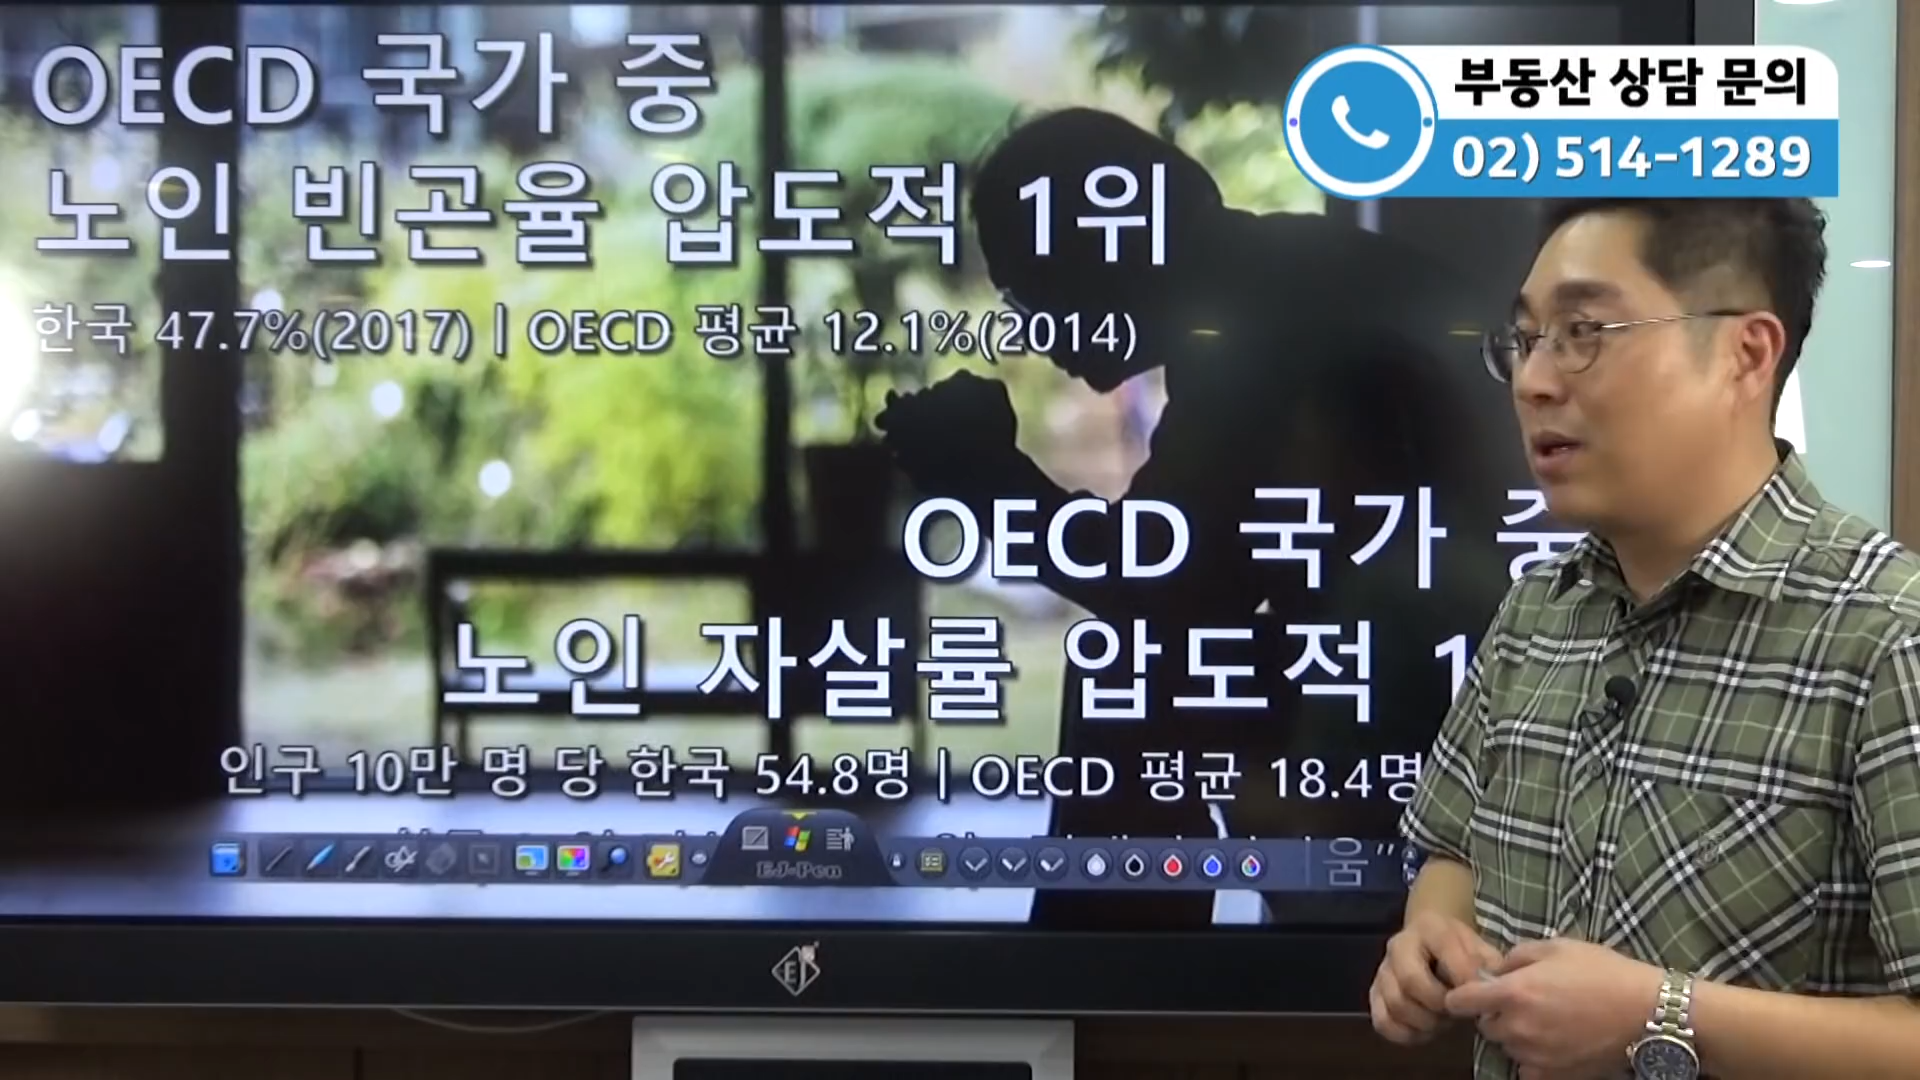 OECD 국가 중
노인 빈곤율 압도적 1위
한국 47.7%(2017) | OECD 평균 12.1%(2014)
부동산 상담 문의
02) 514-1289
OECD 국가 중
노인 자살률 압도적 1
인구 10만 명 당 한국 54.8명 | OECD 평균 18.4명
움"
EJ-Pen
EJ